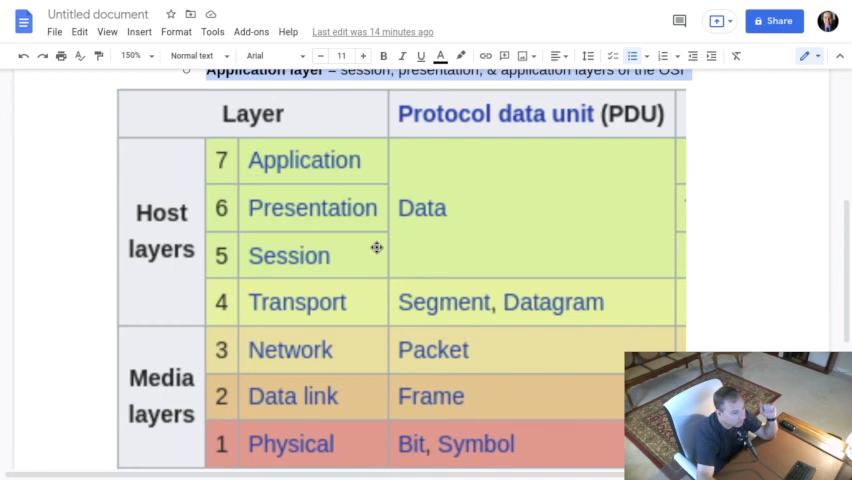 Untitled document
File Edit View Insert Format Tools Add-ons Help Last edit was 14 minutes ago
Share
150% Normal text Arial 11 B I U A
Application layer = session, presentation, & application layers of the OSI
Layer Protocol data unit (PDU)
Host layers
7 Application
6 Presentation Data
5 Session
4 Transport Segment, Datagram
Media layers
3 Network Packet
2 Data link Frame
1 Physical Bit, Symbol